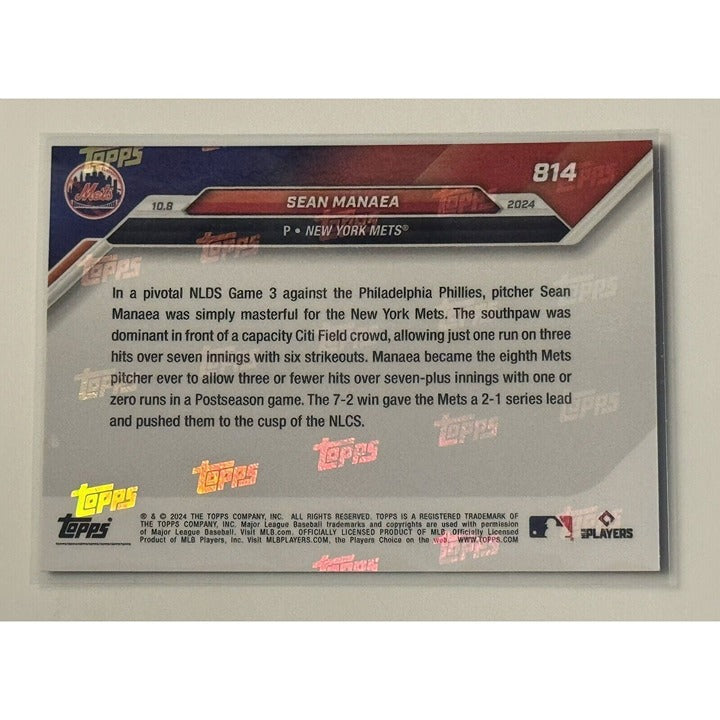 TOPPS
814
Mets
10.8
SEAN MANAEA
2024
P • NEW YORK METS®
In a pivotal NLDS Game 3 against the Philadelphia Phillies, pitcher Sean
Manaea was simply masterful for the New York Mets. The southpaw was
dominant in front of a capacity Citi Field crowd, allowing just one run on three
hits over seven innings with six strikeouts. Manaea became the eighth Mets
pitcher ever to allow three or fewer hits over seven-plus innings with one or
zero runs in a Postseason game. The 7-2 win gave the Mets a 2-1 series lead
and pushed them to the cusp of the NLCS.
TOPPS
TOPPS
TOPPS
TOPPS
TOPPS
® & © 2024 THE TOPPS COMPANY, INC. ALL RIGHTS RESERVED. TOPPS IS A REGISTERED TRADEMARK OF
THE TOPPS COMPANY, INC. Major League Baseball trademarks and copyrights are used with permission
of Major League Baseball. Visit MLB.com. OFFICIALLY LICENSED PRODUCT OF MLB. Officially Licensed
Product of MLB Players, Inc. Visit MLBPLAYERS.COM, the Players Choice on the web. WWW.TOPPS.COM
MLB PLAYERS